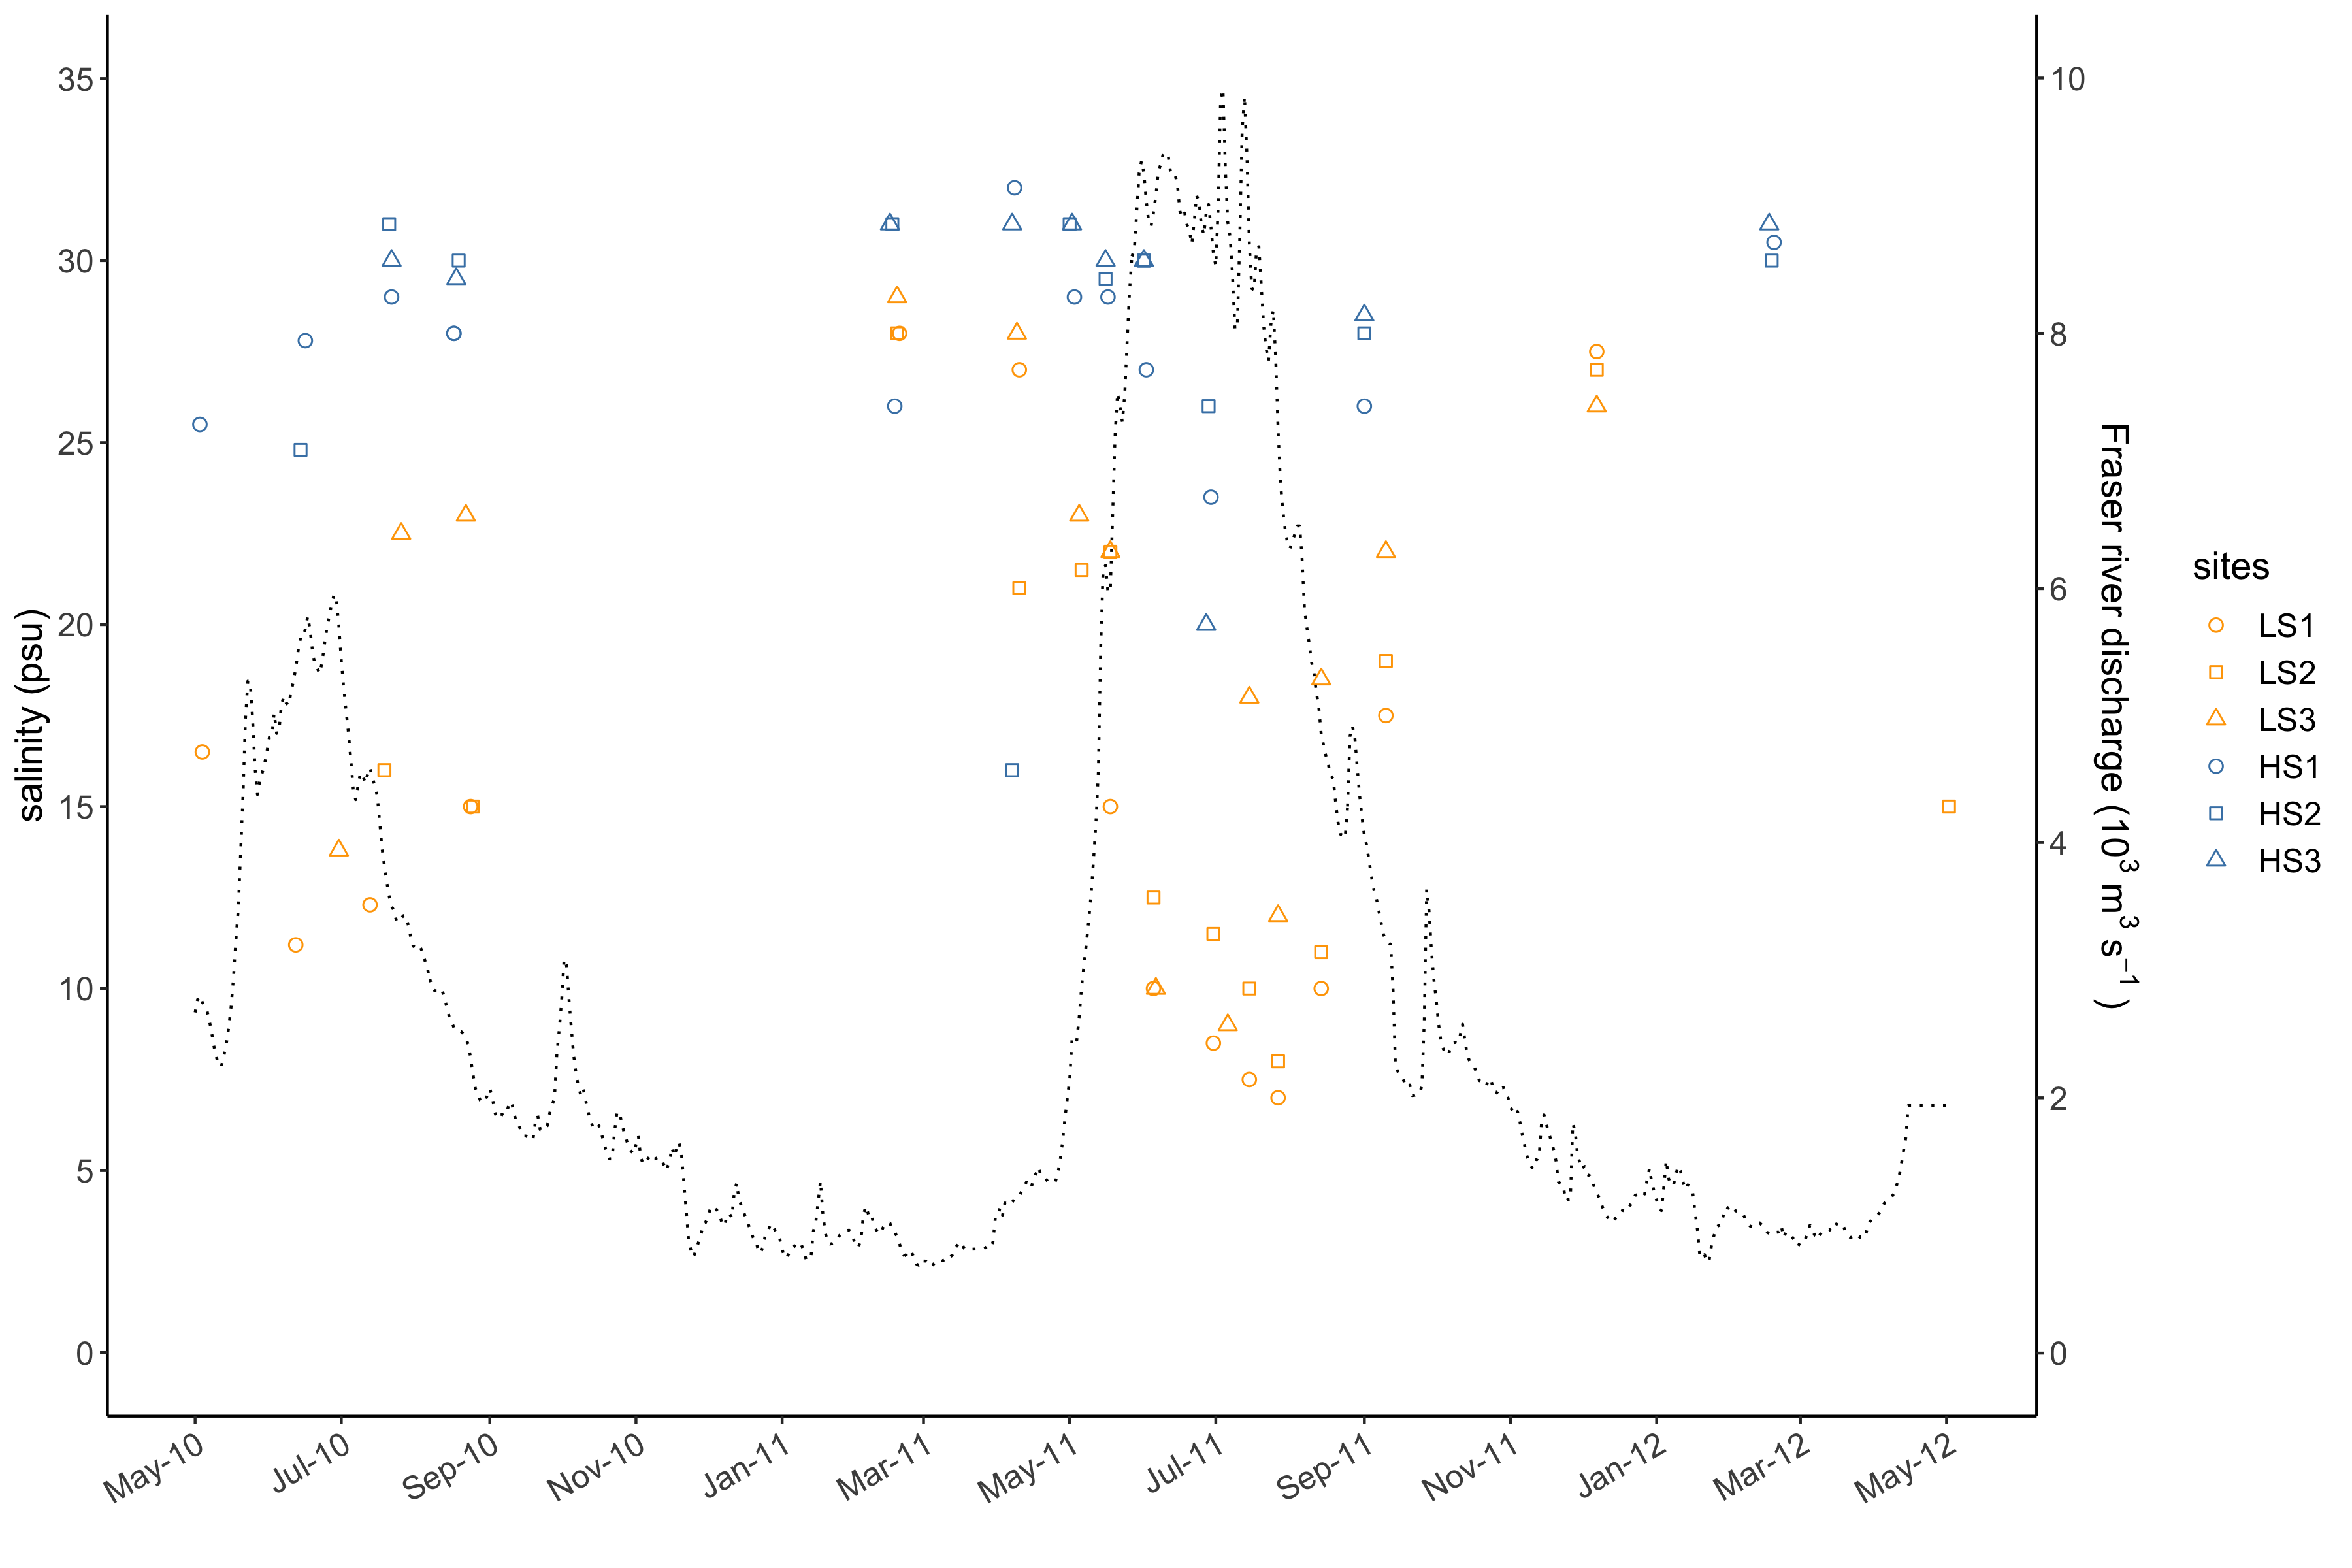 35
30
25
20
15
10
5
0
salinity (psu)
10
8
6
4
2
0
Fraser river discharge (10³ m³ s⁻¹ )
May-10
Jul-10
Sep-10
Nov-10
Jan-11
Mar-11
May-11
Jul-11
Sep-11
Nov-11
Jan-12
Mar-12
May-12
sites
LS1
LS2
LS3
HS1
HS2
HS3